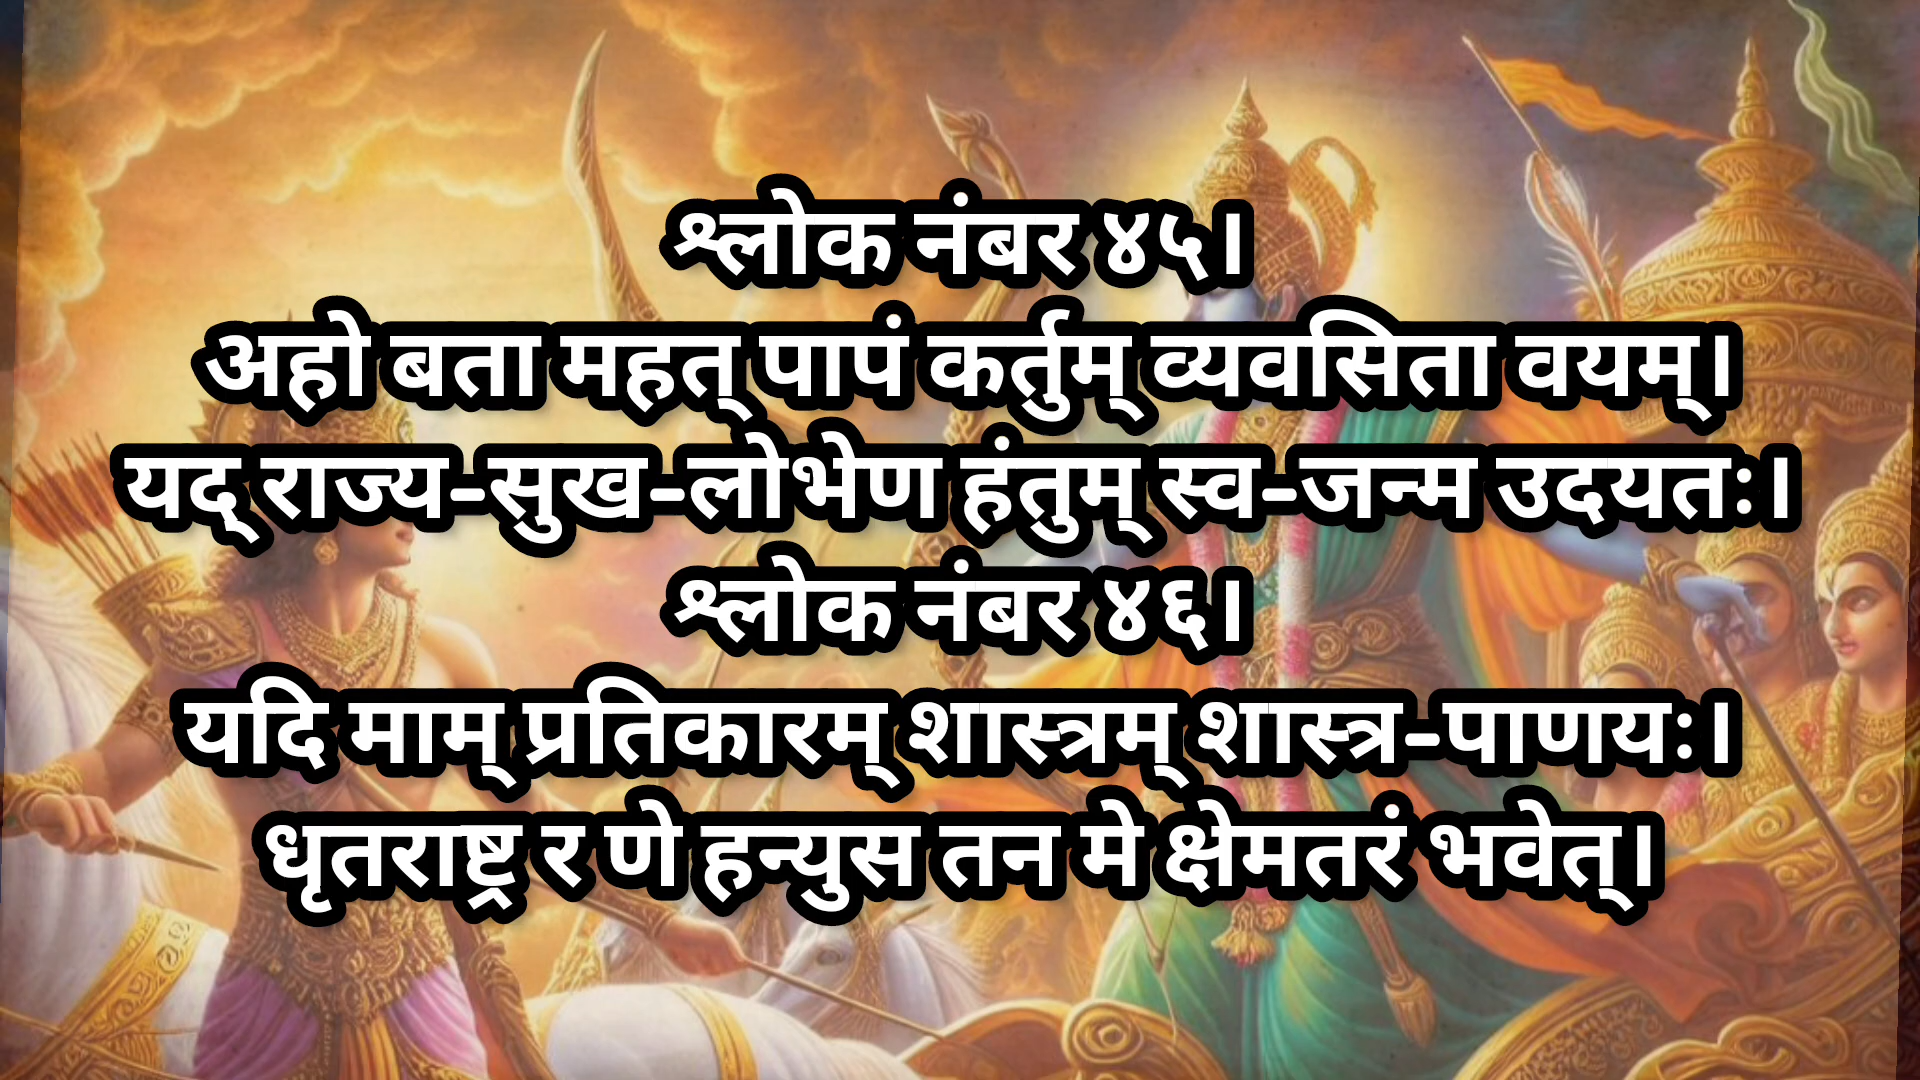 श्लोक नंबर ४५।
अहो बता महत् पापं कर्तुम् व्यवसिता वयम्।
यद् राज्य-सुख-लोभेण हंतुम् स्व-जन्म उदयतः।
श्लोक नंबर ४६।
यदि माम् प्रतिकारम् शास्त्रम् शास्त्र-पाणयः।
धृतराष्ट्र र णे हन्युस तन मे क्षेमतरं भवेत्।